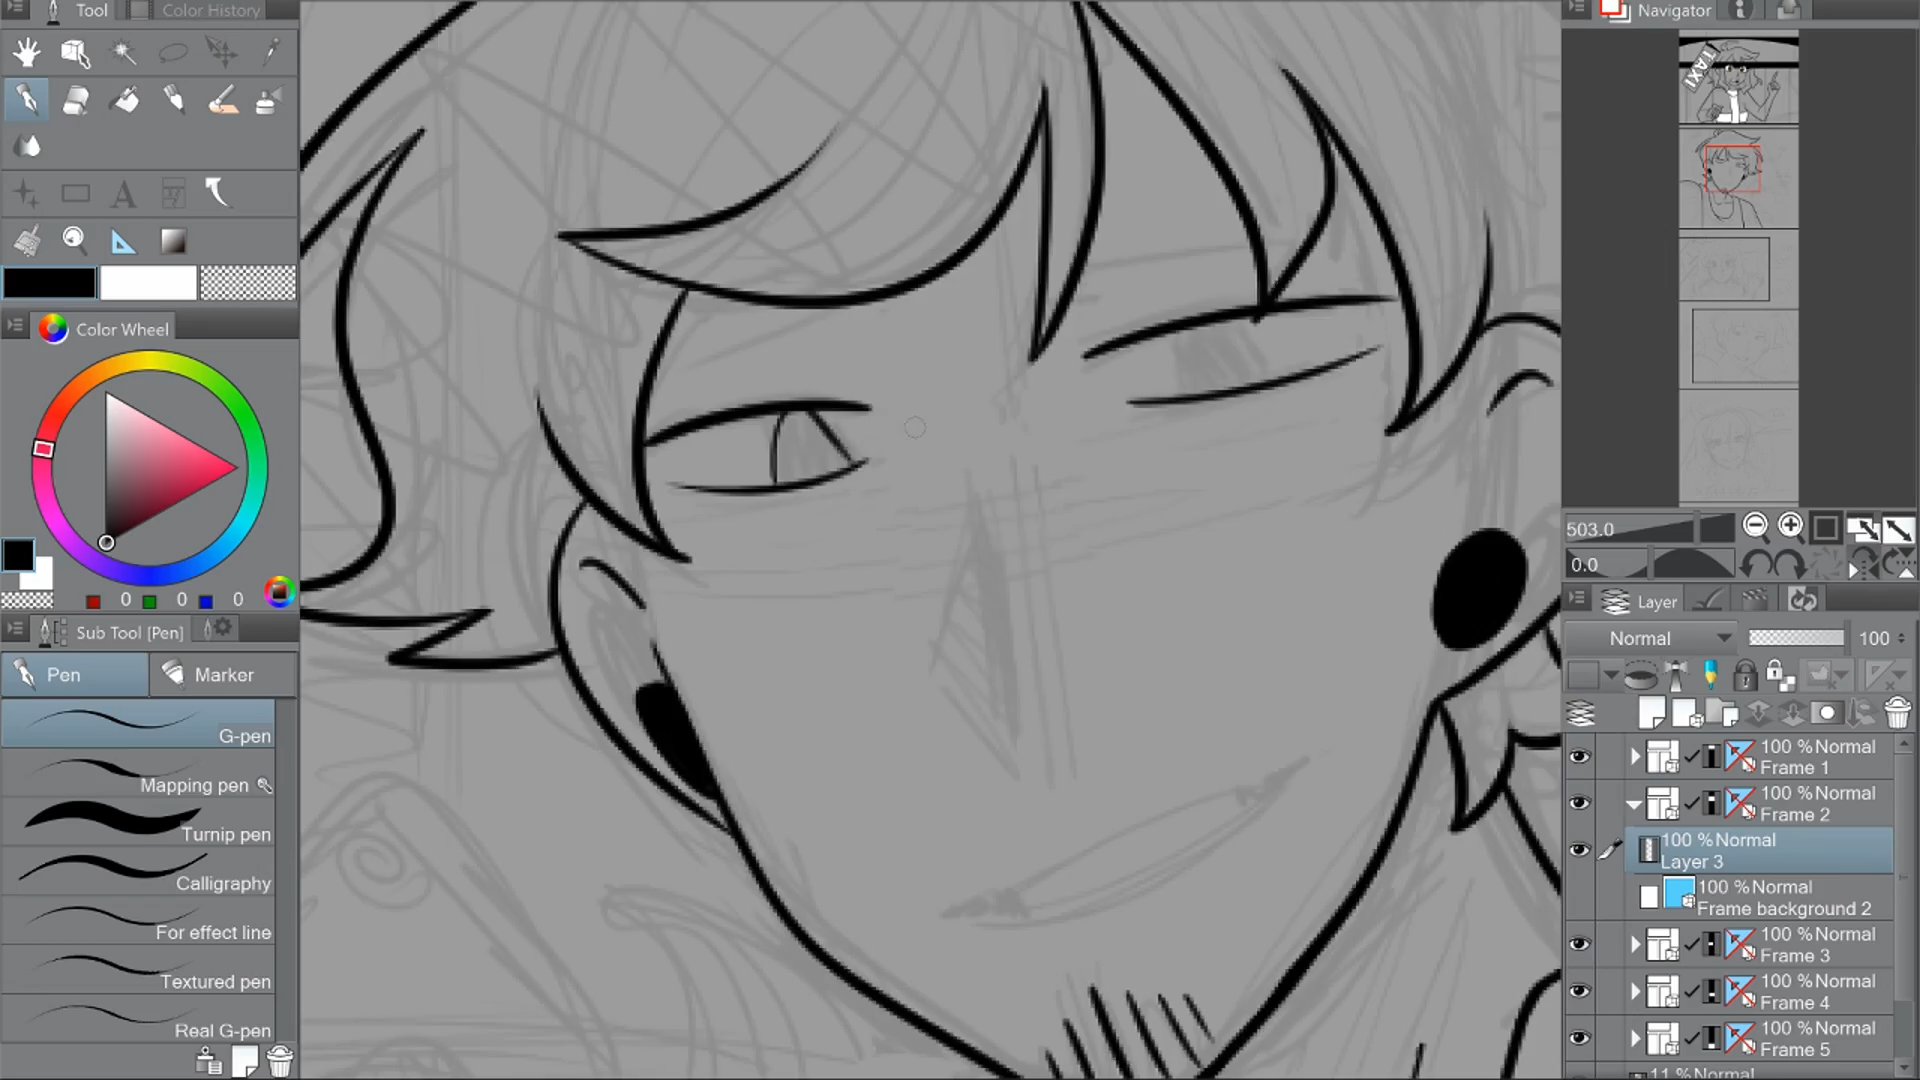 Tool
Color History
Color Wheel
0
0
0
Sub Tool [Pen]
Pen
Marker
G-pen
Mapping pen
Turnip pen
Calligraphy
For effect line
Textured pen
Real G-pen
Navigator
TAXI
503.0
0.0
Layer
Normal
100
100 %Normal
Frame 1
100 %Normal
Frame 2
100 %Normal
Layer 3
100 %Normal
Frame background 2
100 %Normal
Frame 3
100 %Normal
Frame 4
100 %Normal
Frame 5
11 %Normal